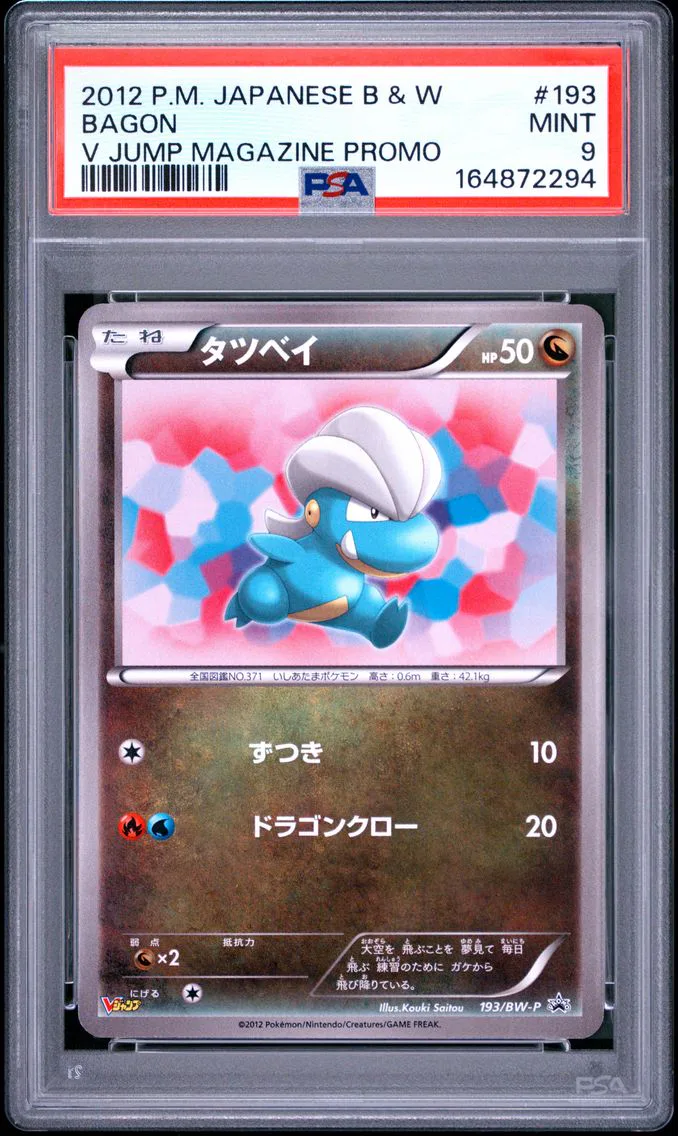 2012 P.M. JAPANESE B & W #193
BAGON MINT
V JUMP MAGAZINE PROMO 9
PSA 164872294
たね タツベイ HP50
全国図鑑NO.371 いしあたまポケモン 高さ:0.6m 重さ:42.1kg
ずつき 10
ドラゴンクロー 20
弱点 抵抗力
×2
にげる
大空を 飛ぶことを 夢見て 毎日
飛ぶ 練習のために ガケから
飛び降りている。
Vジャンプ
Illus.Kouki Saitou 193/BW-P
©2012 Pokémon/Nintendo/Creatures/GAME FREAK.
PSA